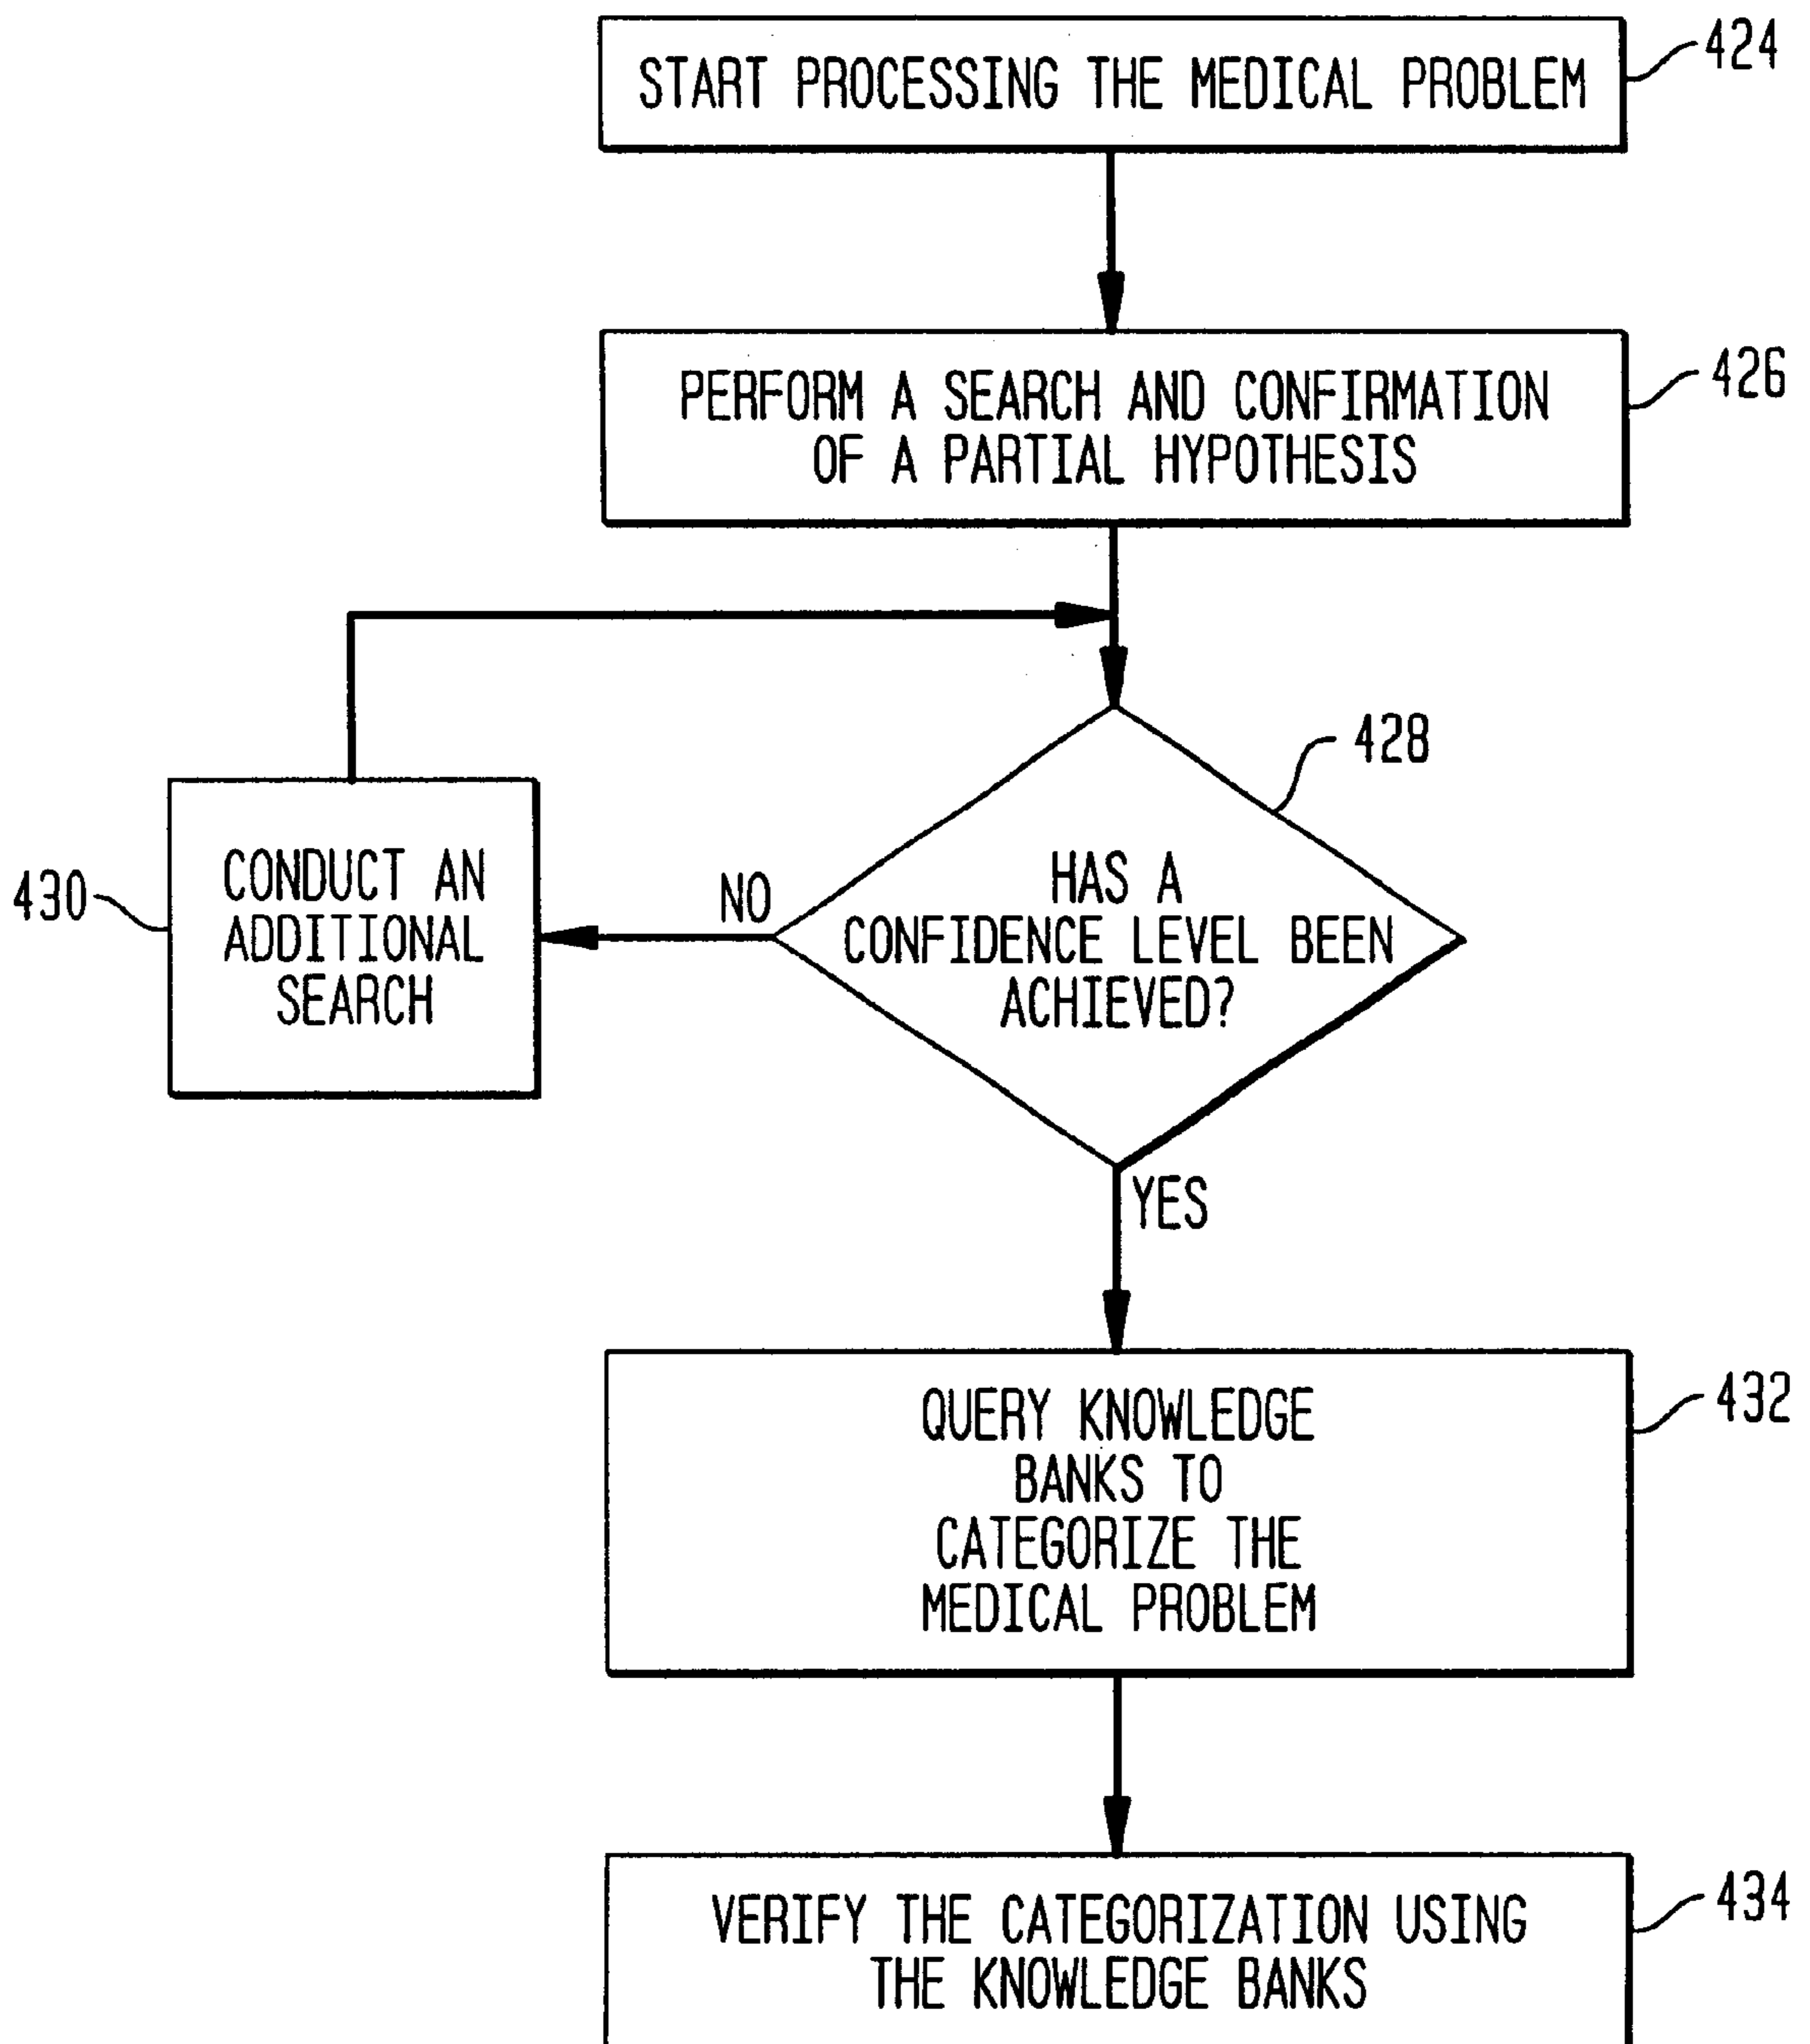 START PROCESSING THE MEDICAL PROBLEM
424
PERFORM A SEARCH AND CONFIRMATION
OF A PARTIAL HYPOTHESIS
426
428
HAS A
CONFIDENCE LEVEL BEEN
ACHIEVED?
NO
430
CONDUCT AN
ADDITIONAL
SEARCH
YES
QUERY KNOWLEDGE
BANKS TO
CATEGORIZE THE
MEDICAL PROBLEM
432
VERIFY THE CATEGORIZATION USING
THE KNOWLEDGE BANKS
434